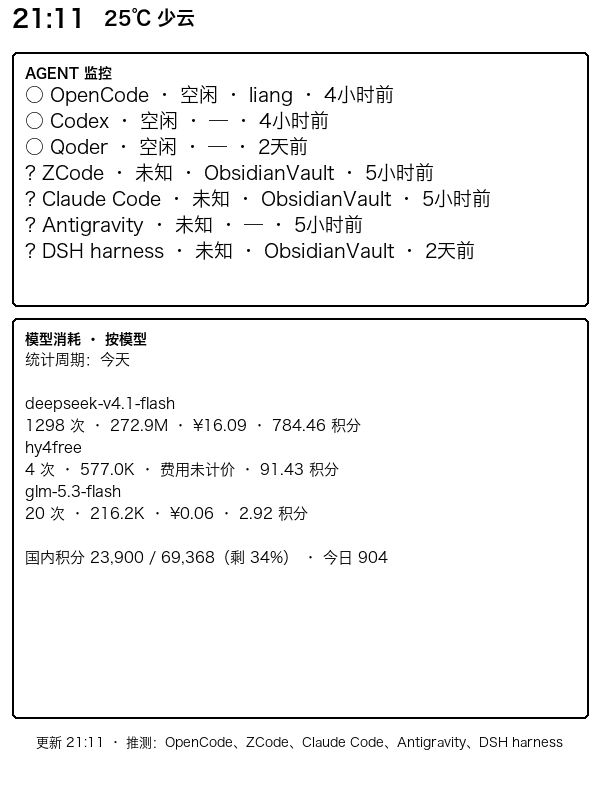 21:11 25℃ 少云
AGENT 监控
○ OpenCode · 空闲 · liang · 4小时前
○ Codex · 空闲 · — · 4小时前
○ Qoder · 空闲 · — · 2天前
? ZCode · 未知 · ObsidianVault · 5小时前
? Claude Code · 未知 · ObsidianVault · 5小时前
? Antigravity · 未知 · — · 5小时前
? DSH harness · 未知 · ObsidianVault · 2天前
模型消耗 · 按模型
统计周期：今天
deepseek-v4.1-flash
1298 次 · 272.9M · ¥16.09 · 784.46 积分
hy4free
4 次 · 577.0K · 费用未计价 · 91.43 积分
glm-5.3-flash
20 次 · 216.2K · ¥0.06 · 2.92 积分
国内积分 23,900 / 69,368（剩 34%） · 今日 904
更新 21:11 · 推测：OpenCode、ZCode、Claude Code、Antigravity、DSH harness